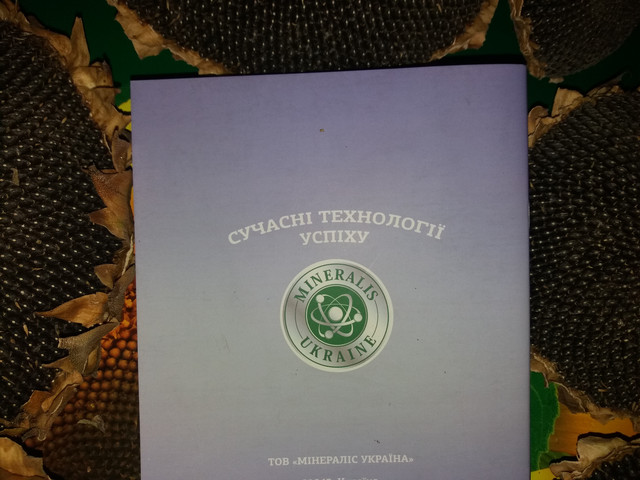 СУЧАСНІ ТЕХНОЛОГІЇ
УСПІХУ
MINERALIS
UKRAINE
ТОВ «МІНЕРАЛІС УКРАЇНА»